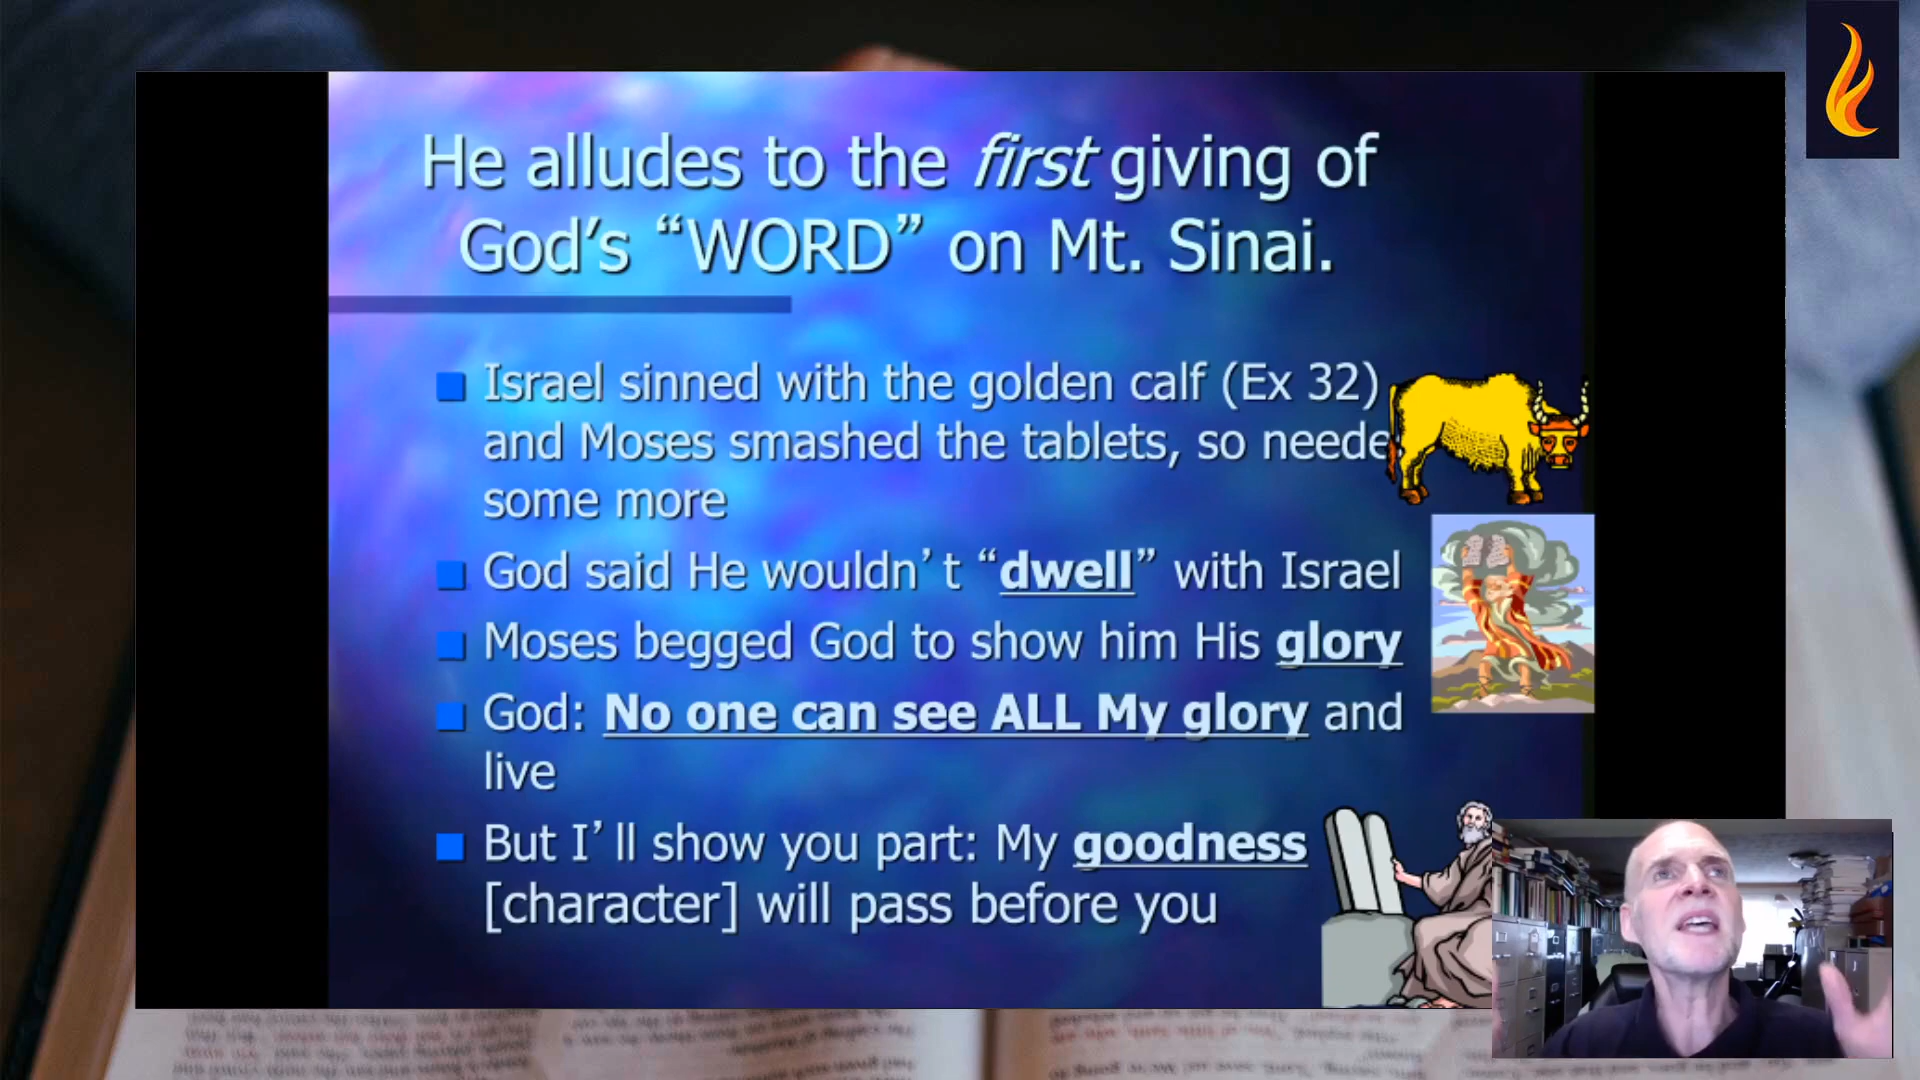 He alludes to the first giving of
God’s “WORD” on Mt. Sinai.
Israel sinned with the golden calf (Ex 32)
and Moses smashed the tablets, so neede
some more
God said He wouldn’t “dwell” with Israel
Moses begged God to show him His glory
God: No one can see ALL My glory and
live
But I’ll show you part: My goodness
[character] will pass before you